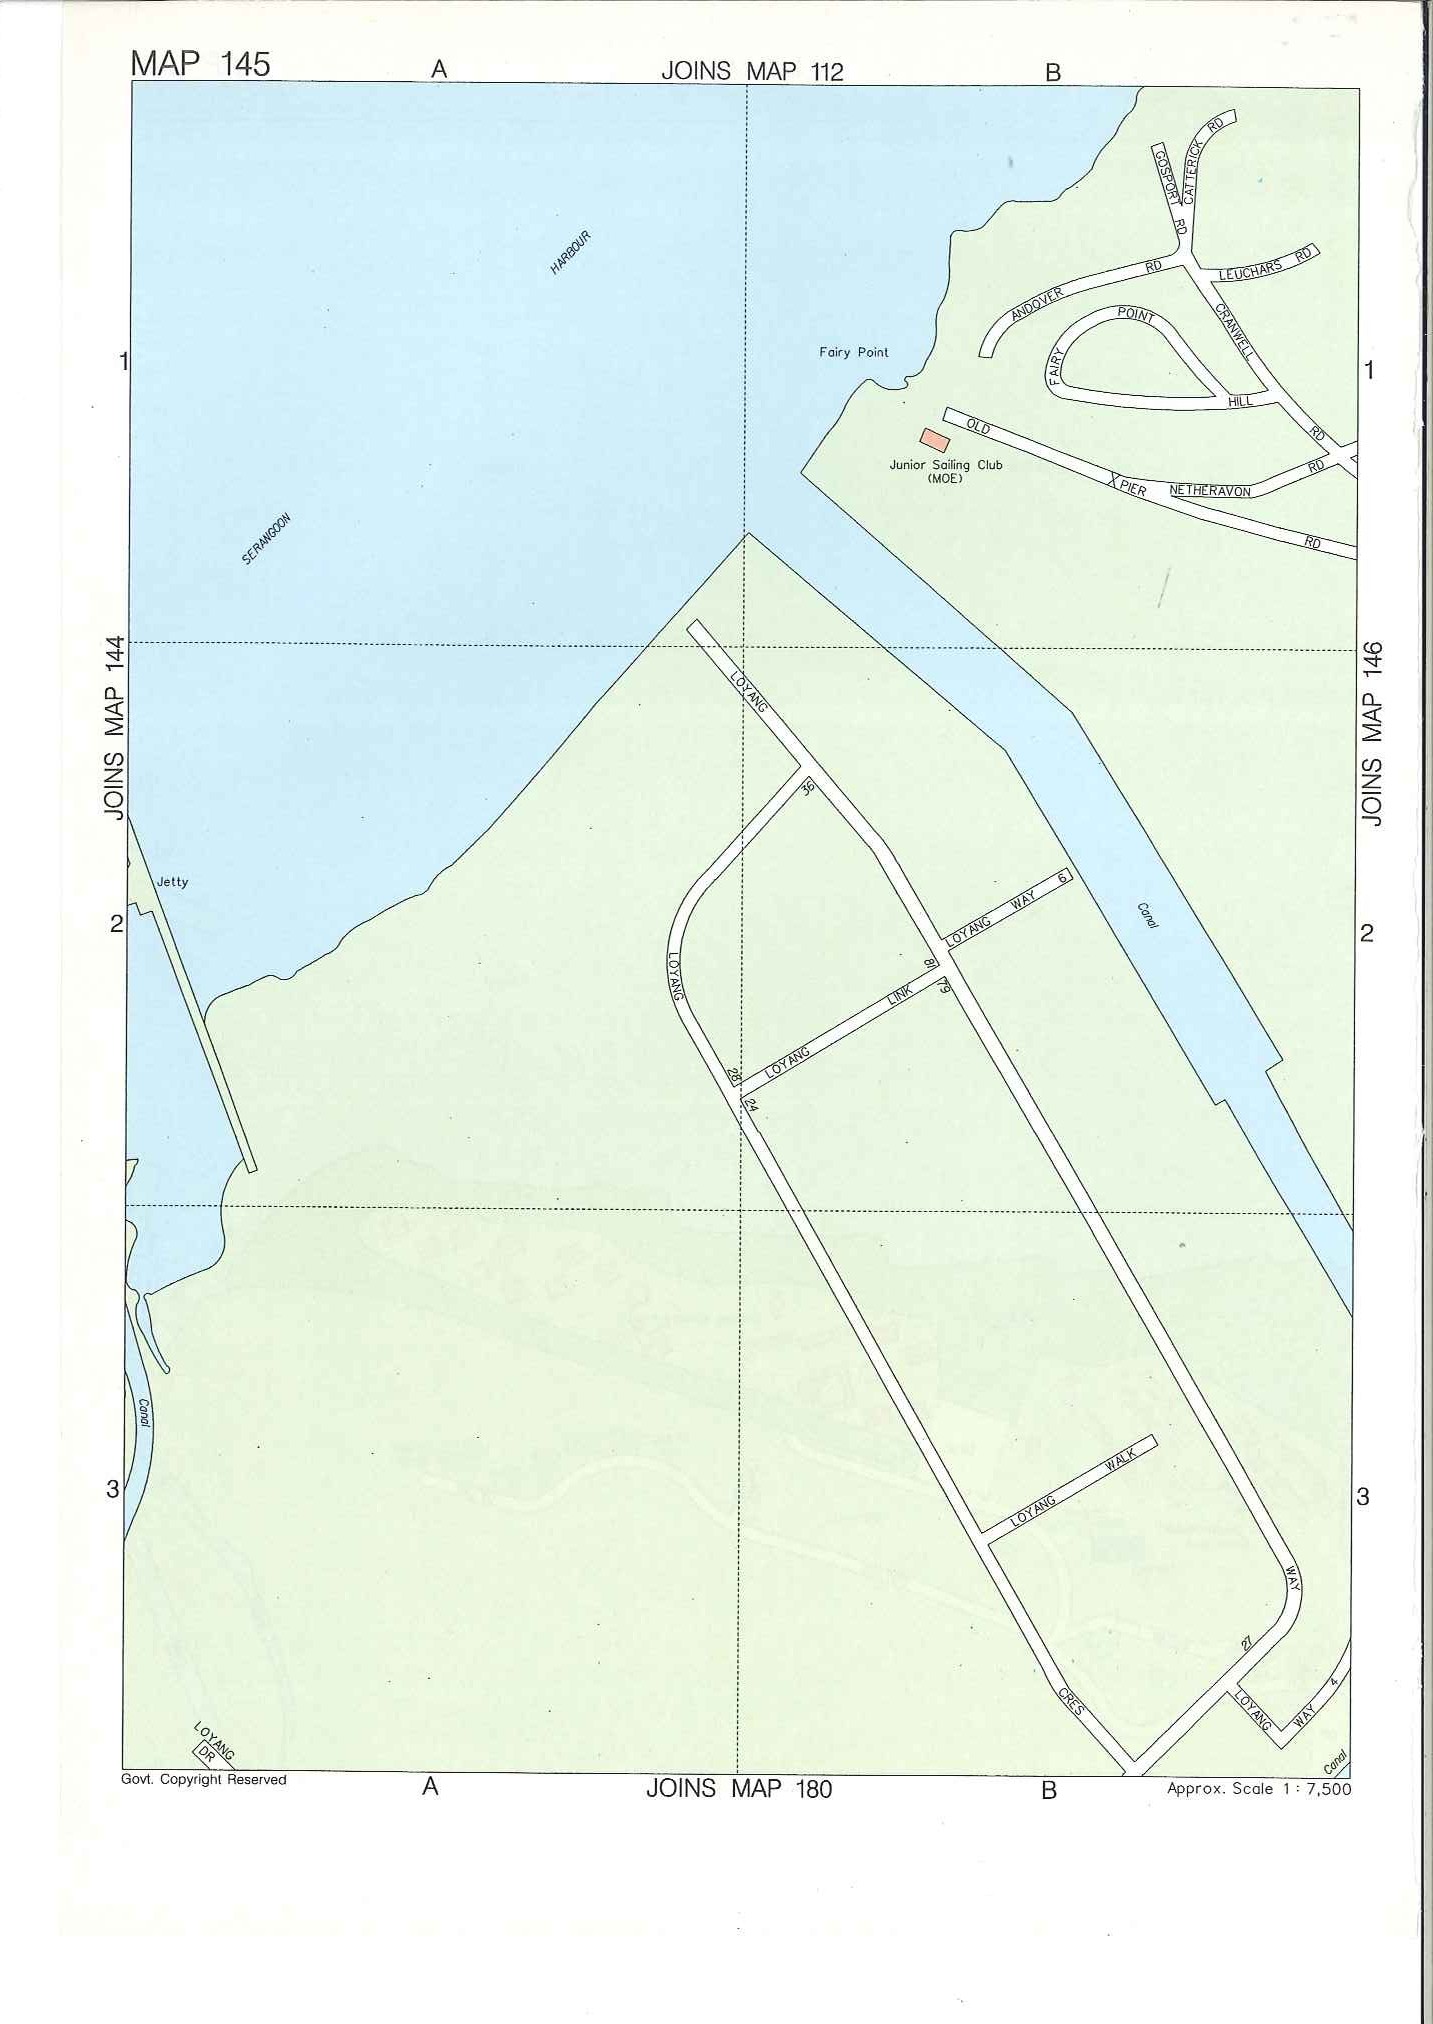 MAP 145
A
JOINS MAP 112
B
GOSPORT RD
CATTERICK RD
HARBOUR
ANDOVER RD
LEUCHARS RD
CRANWELL RD
FAIRY POINT HILL
Fairy Point
1
1
OLD PIER RD
Junior Sailing Club
(MOE)
NETHERAVON RD
SERANGOON
JOINS MAP 144
JOINS MAP 146
LOYANG WAY
36
Jetty
LOYANG WAY 6
Canal
2
2
LOYANG CRES
81
79
LOYANG LINK
28
24
Canal
LOYANG WALK
3
3
27
LOYANG WAY 4
LOYANG
DR
Canal
Govt. Copyright Reserved
A
JOINS MAP 180
B
Approx. Scale 1 : 7,500